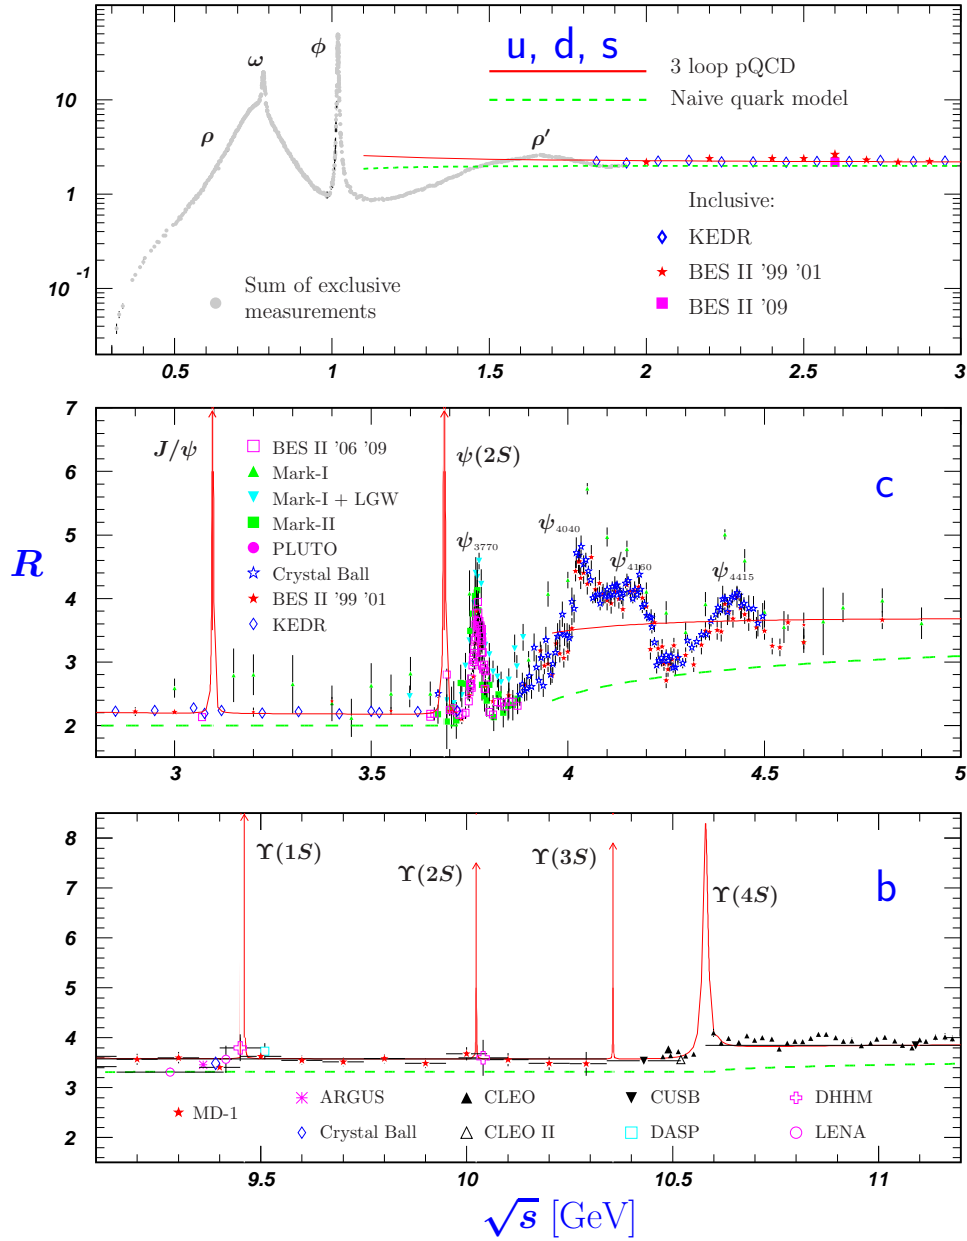 u, d, s
3 loop pQCD
Naive quark model
ϕ
ω
ρ
ρ′
10
1
10⁻¹
Inclusive:
KEDR
BES II '99 '01
BES II '09
Sum of exclusive
measurements
0.5 1 1.5 2 2.5 3
R
7
6
5
4
3
2
J/ψ
ψ(2S)
c
BES II '06 '09
Mark-I
Mark-I + LGW
Mark-II
PLUTO
Crystal Ball
BES II '99 '01
KEDR
ψ₃₇₇₀
ψ₄₀₄₀
ψ₄₁₆₀
ψ₄₄₁₅
3 3.5 4 4.5 5
8
7
6
5
4
3
2
ϒ(1S)
ϒ(2S)
ϒ(3S)
ϒ(4S)
b
MD-1
ARGUS
CLEO
CUSB
DHHM
Crystal Ball
CLEO II
DASP
LENA
9.5 10 10.5 11
√s [GeV]